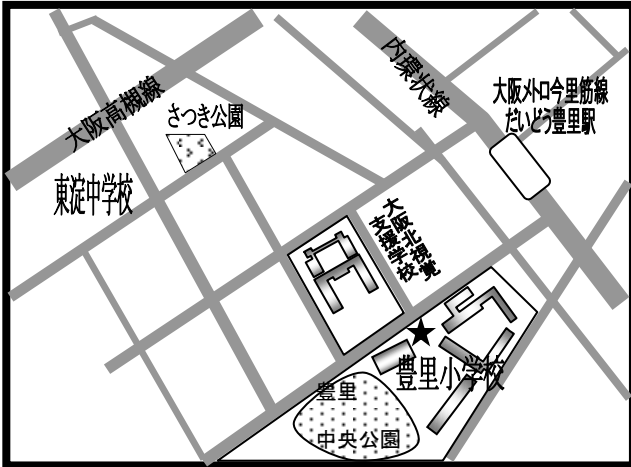 大阪高槻線
内環状線
大阪メトロ今里筋線
だいどう豊里駅
さつき公園
東淀中学校
大阪北視覚
支援学校
豊里小学校
豊里
中央公園